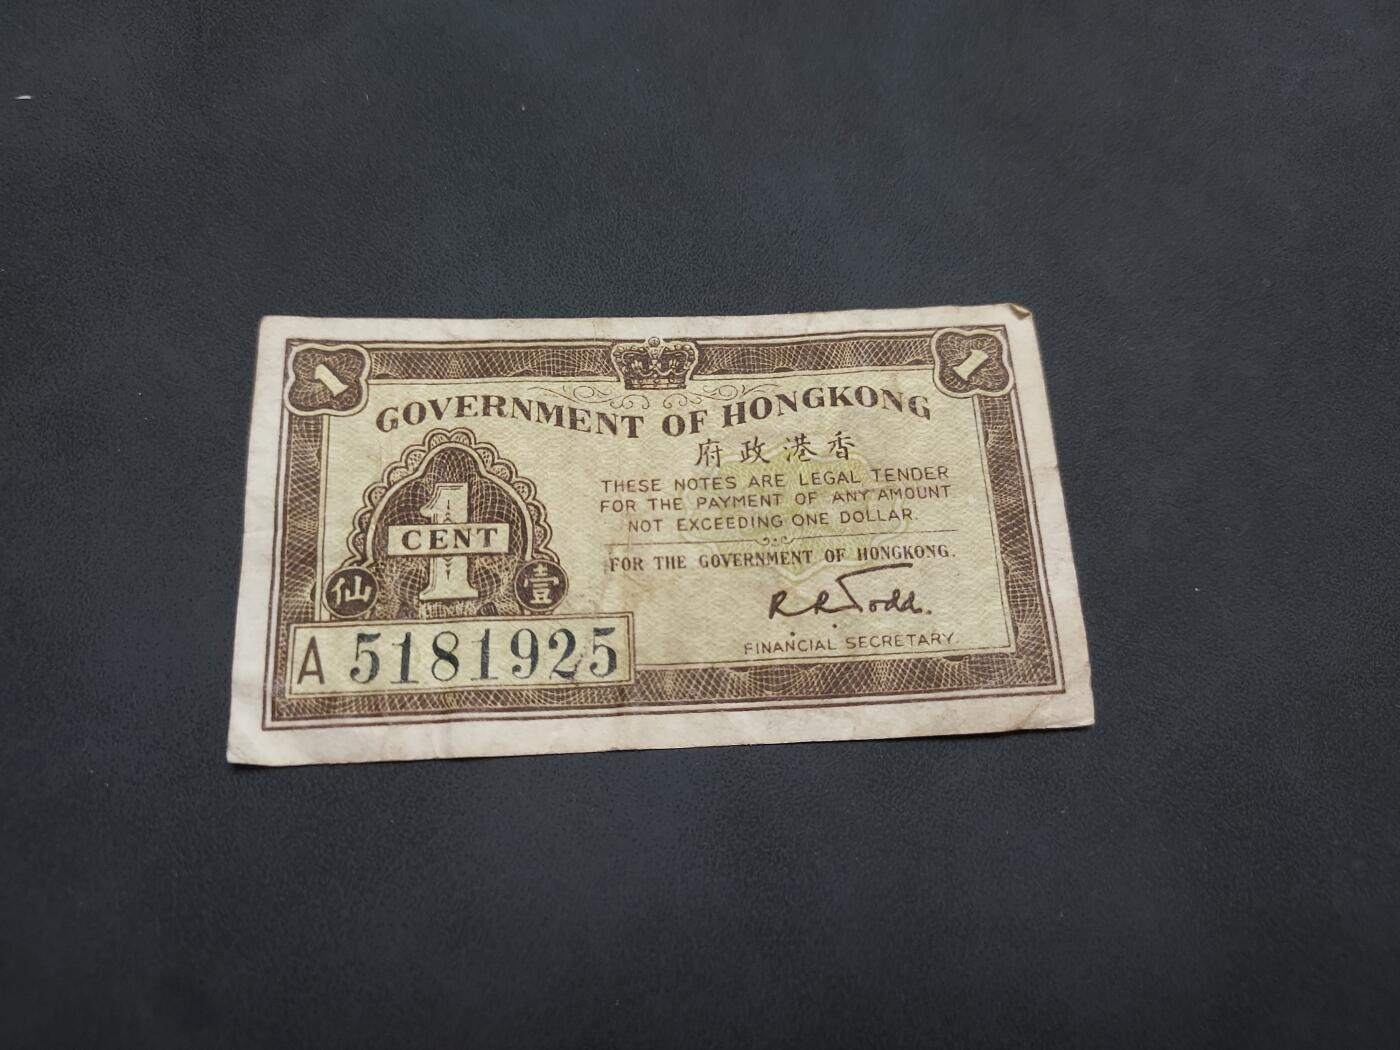 1
1
GOVERNMENT OF HONGKONG
府政港香
THESE NOTES ARE LEGAL TENDER
FOR THE PAYMENT OF ANY AMOUNT
NOT EXCEEDING ONE DOLLAR.
FOR THE GOVERNMENT OF HONGKONG.
R R Todd.
FINANCIAL SECRETARY.
1
CENT
仙 壹
A 5181925